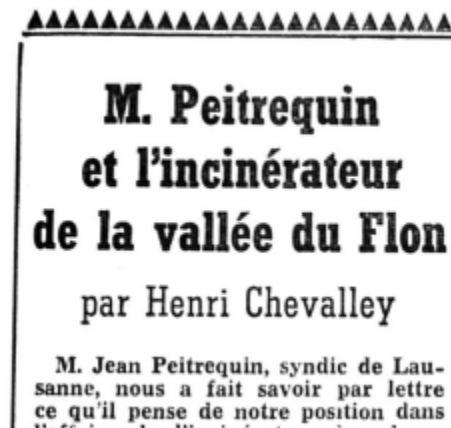 M. Peitrequin
et l'incinérateur
de la vallée du Flon
par Henri Chevalley
M. Jean Peitrequin, syndic de Lau-
sanne, nous a fait savoir par lettre
ce qu'il pense de notre position dans